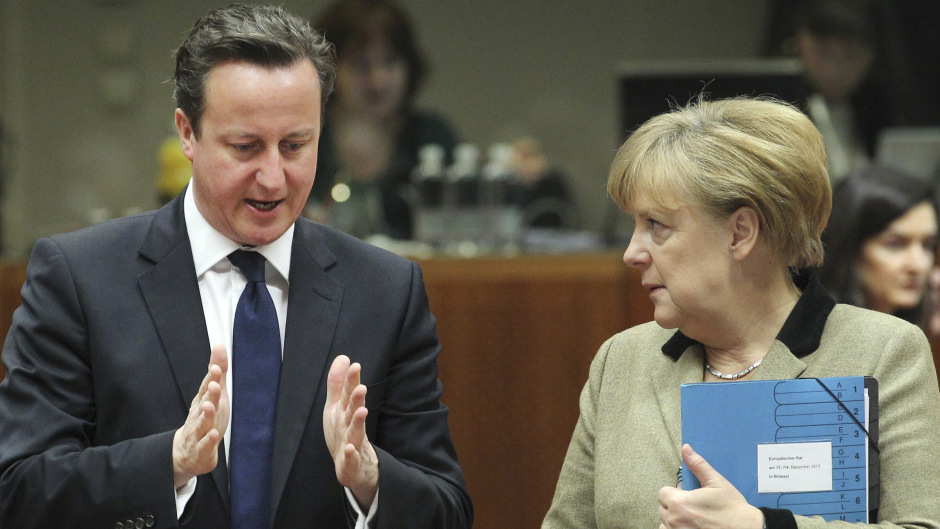 A
B
1
C
D
2
E
F
3
G
H
4
I
J
5
K
L
6
M
Europäischer Rat
am 13./14. Dezember 2012
in Brüssel